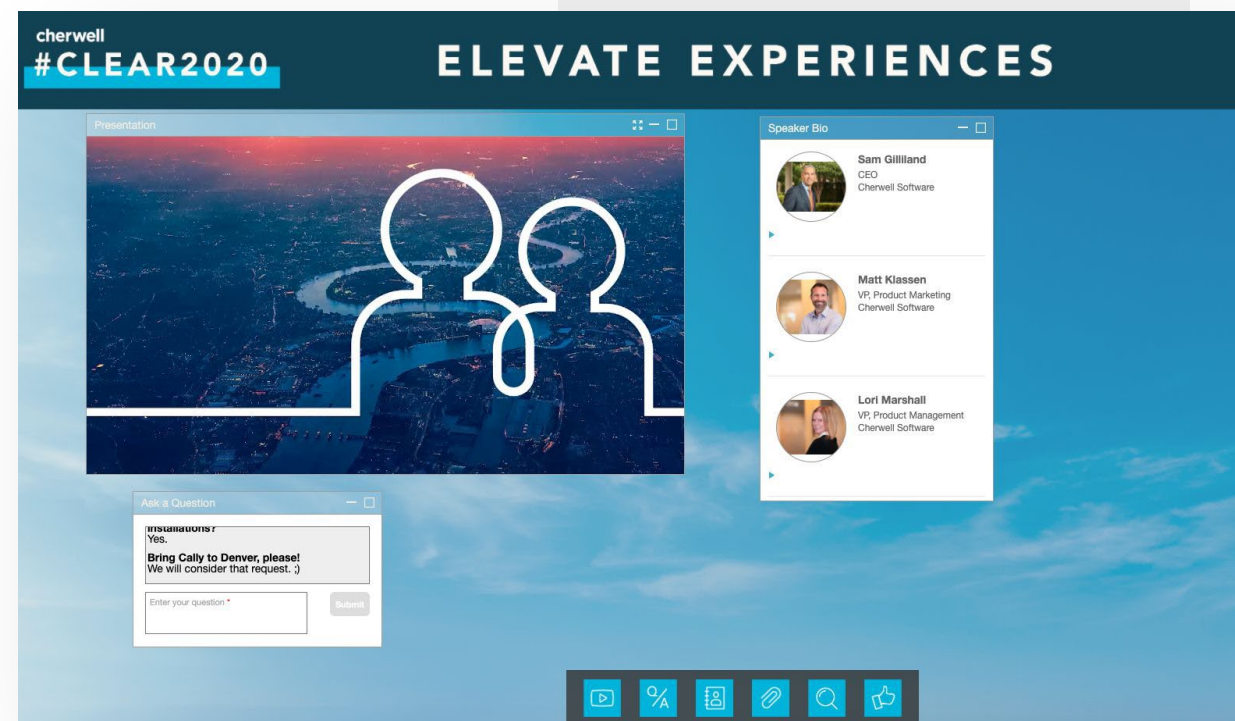 cherwell
#CLEAR2020
ELEVATE EXPERIENCES
Presentation
Speaker Bio
Sam Gilliland
CEO
Cherwell Software
Matt Klassen
VP, Product Marketing
Cherwell Software
Lori Marshall
VP, Product Management
Cherwell Software
Ask a Question
Installations?
Yes.
Bring Cally to Denver, please!
We will consider that request. ;)
Enter your question *
Submit
Q/A